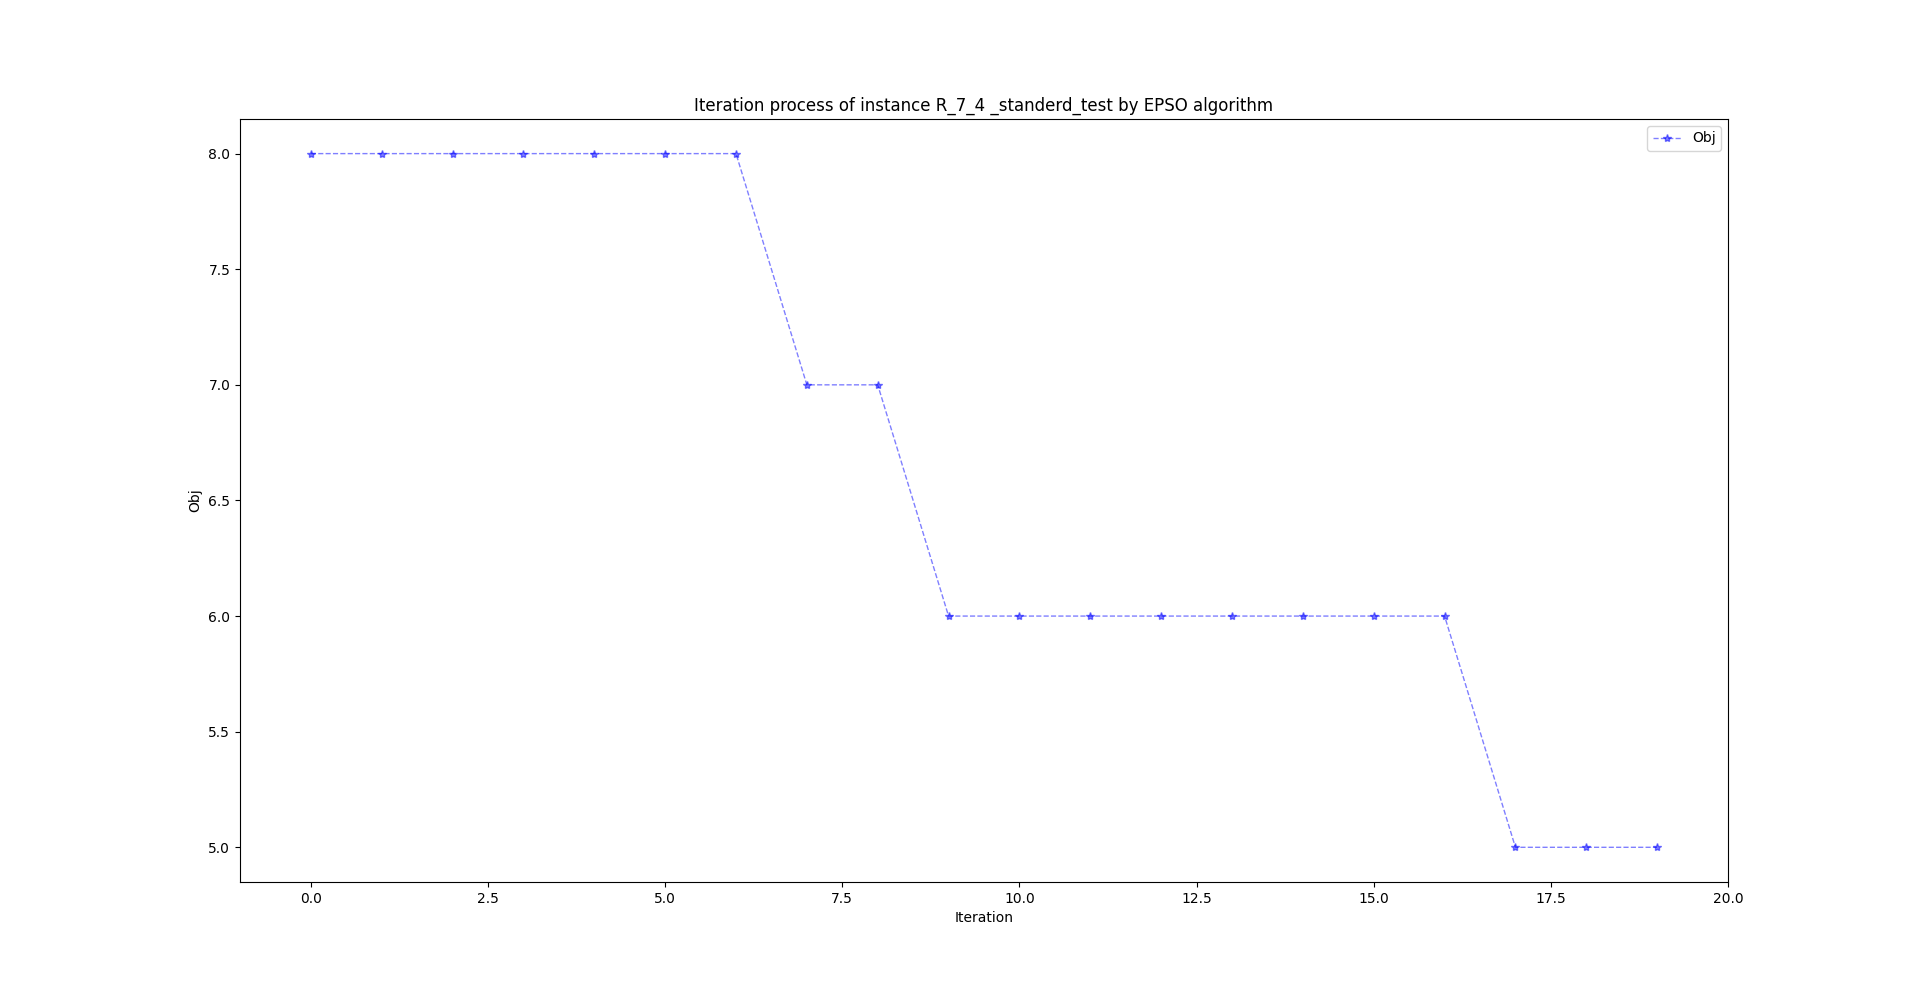 Iteration process of instance R_7_4 _standerd_test by EPSO algorithm
Obj
8.0
7.5
7.0
6.5
6.0
5.5
5.0
Obj
0.0 2.5 5.0 7.5 10.0 12.5 15.0 17.5 20.0
Iteration